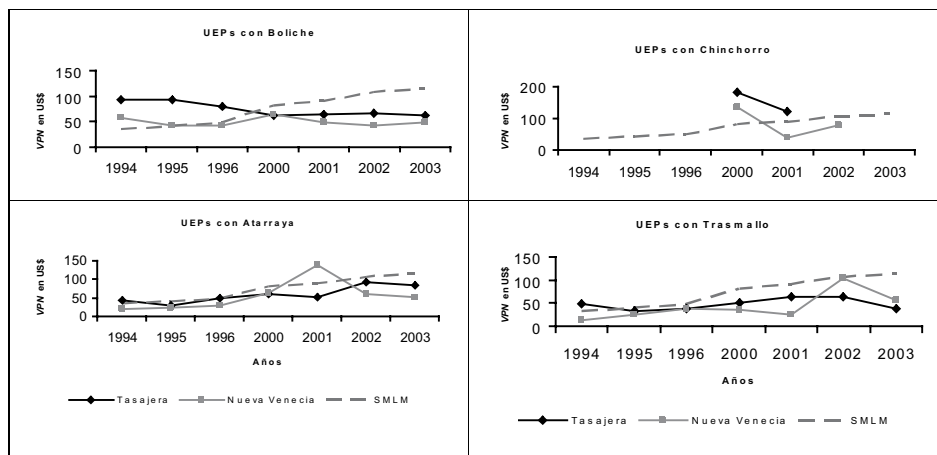 UEPs con Boliche
VPN en US$
150
100
50
0
1994 1995 1996 2000 2001 2002 2003
UEPs con Chinchorro
VPN en US$
200
100
0
1994 1995 1996 2000 2001 2002 2003
UEPs con Atarraya
VPN en US$
150
100
50
0
1994 1995 1996 2000 2001 2002 2003
Años
Tasajera Nueva Venecia SMLM
UEPs con Trasmallo
VPN en US$
150
100
50
0
1994 1995 1996 2000 2001 2002 2003
Años
Tasajera Nueva Venecia SMLM